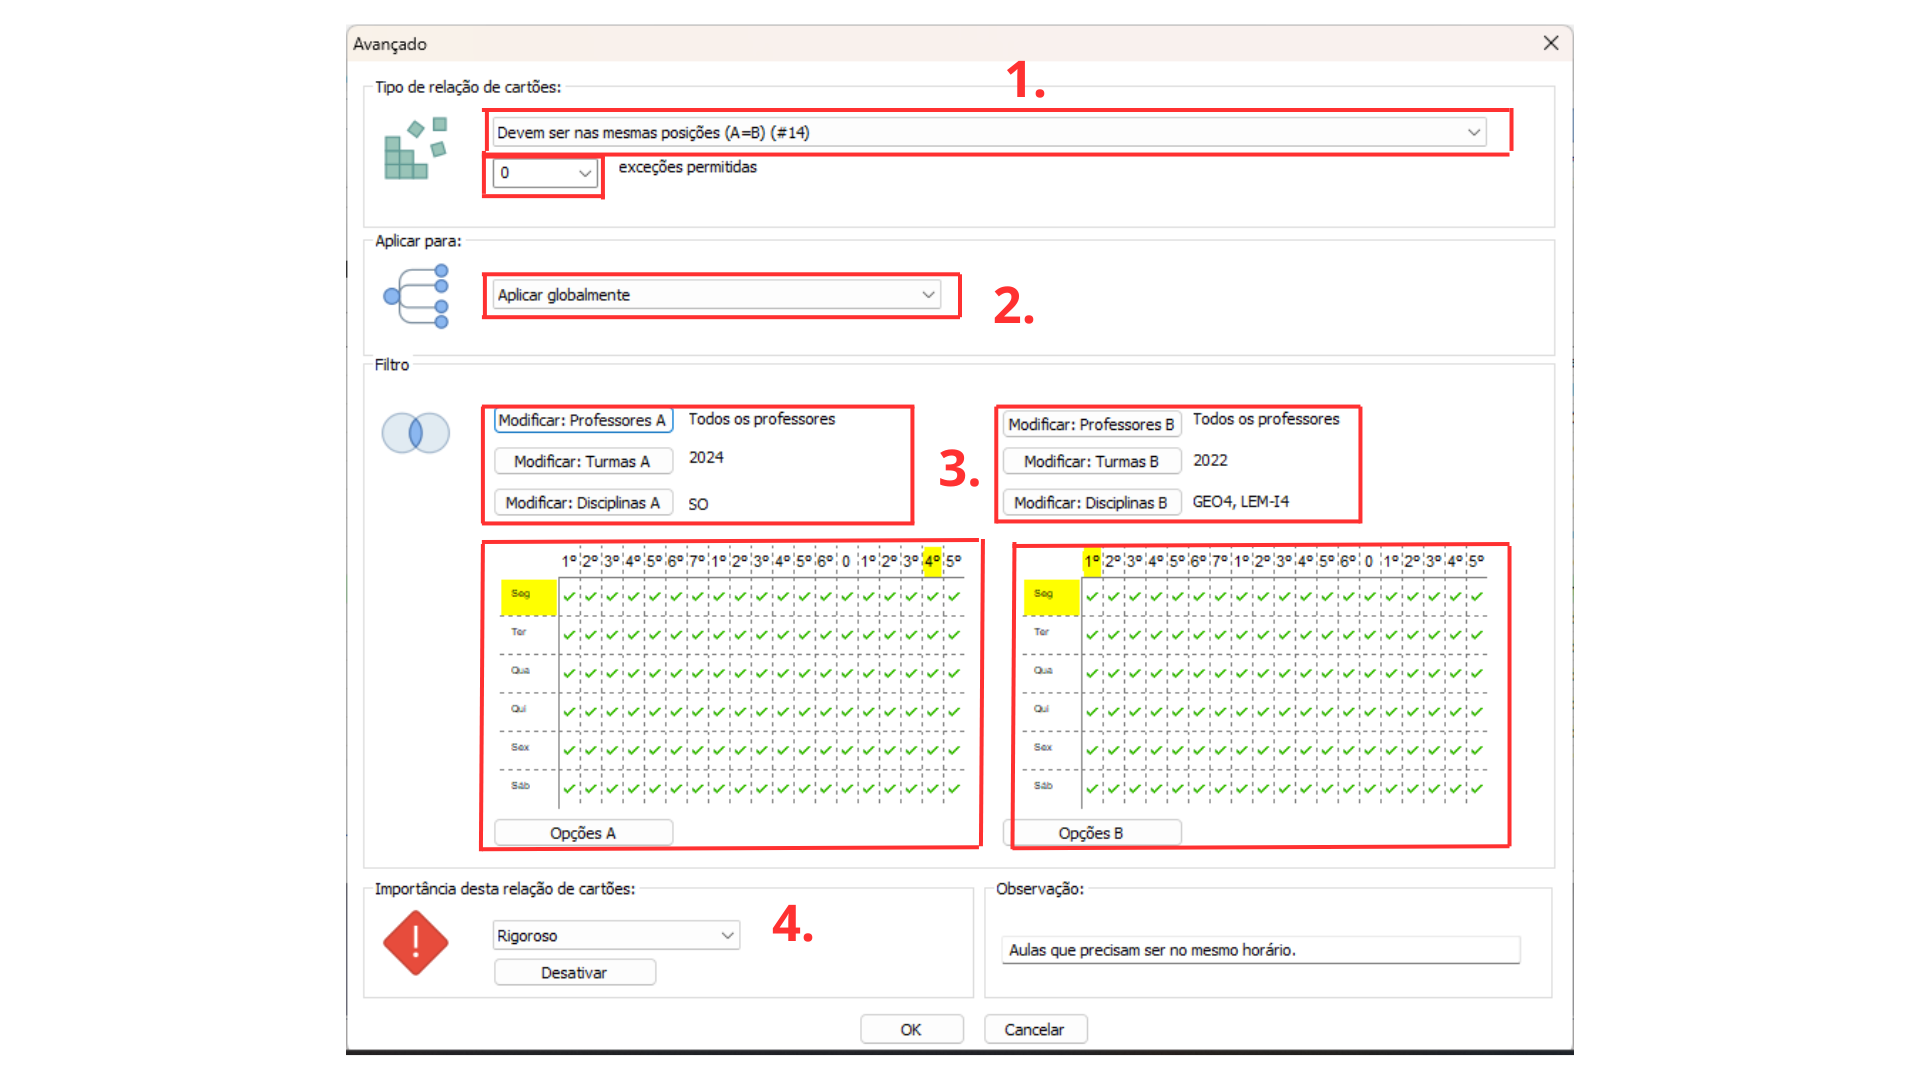 Avançado
1.
Tipo de relação de cartões:
Devem ser nas mesmas posições (A=B) (#14)
0
exceções permitidas
Aplicar para:
Aplicar globalmente
2.
Filtro
Modificar: Professores A Todos os professores
Modificar: Turmas A 2024
Modificar: Disciplinas A SO
3.
Modificar: Professores B Todos os professores
Modificar: Turmas B 2022
Modificar: Disciplinas B GEO4, LEM-I4
1º 2º 3º 4º 5º 6º 7º 1º 2º 3º 4º 5º 6º 0 1º 2º 3º 4º 5º
Seg
Ter
Qua
Qui
Sex
Sáb
Opções A
1º 2º 3º 4º 5º 6º 7º 1º 2º 3º 4º 5º 6º 0 1º 2º 3º 4º 5º
Seg
Ter
Qua
Qui
Sex
Sáb
Opções B
Importância desta relação de cartões:
Rigoroso
Desativar
4.
Observação:
Aulas que precisam ser no mesmo horário.
OK
Cancelar